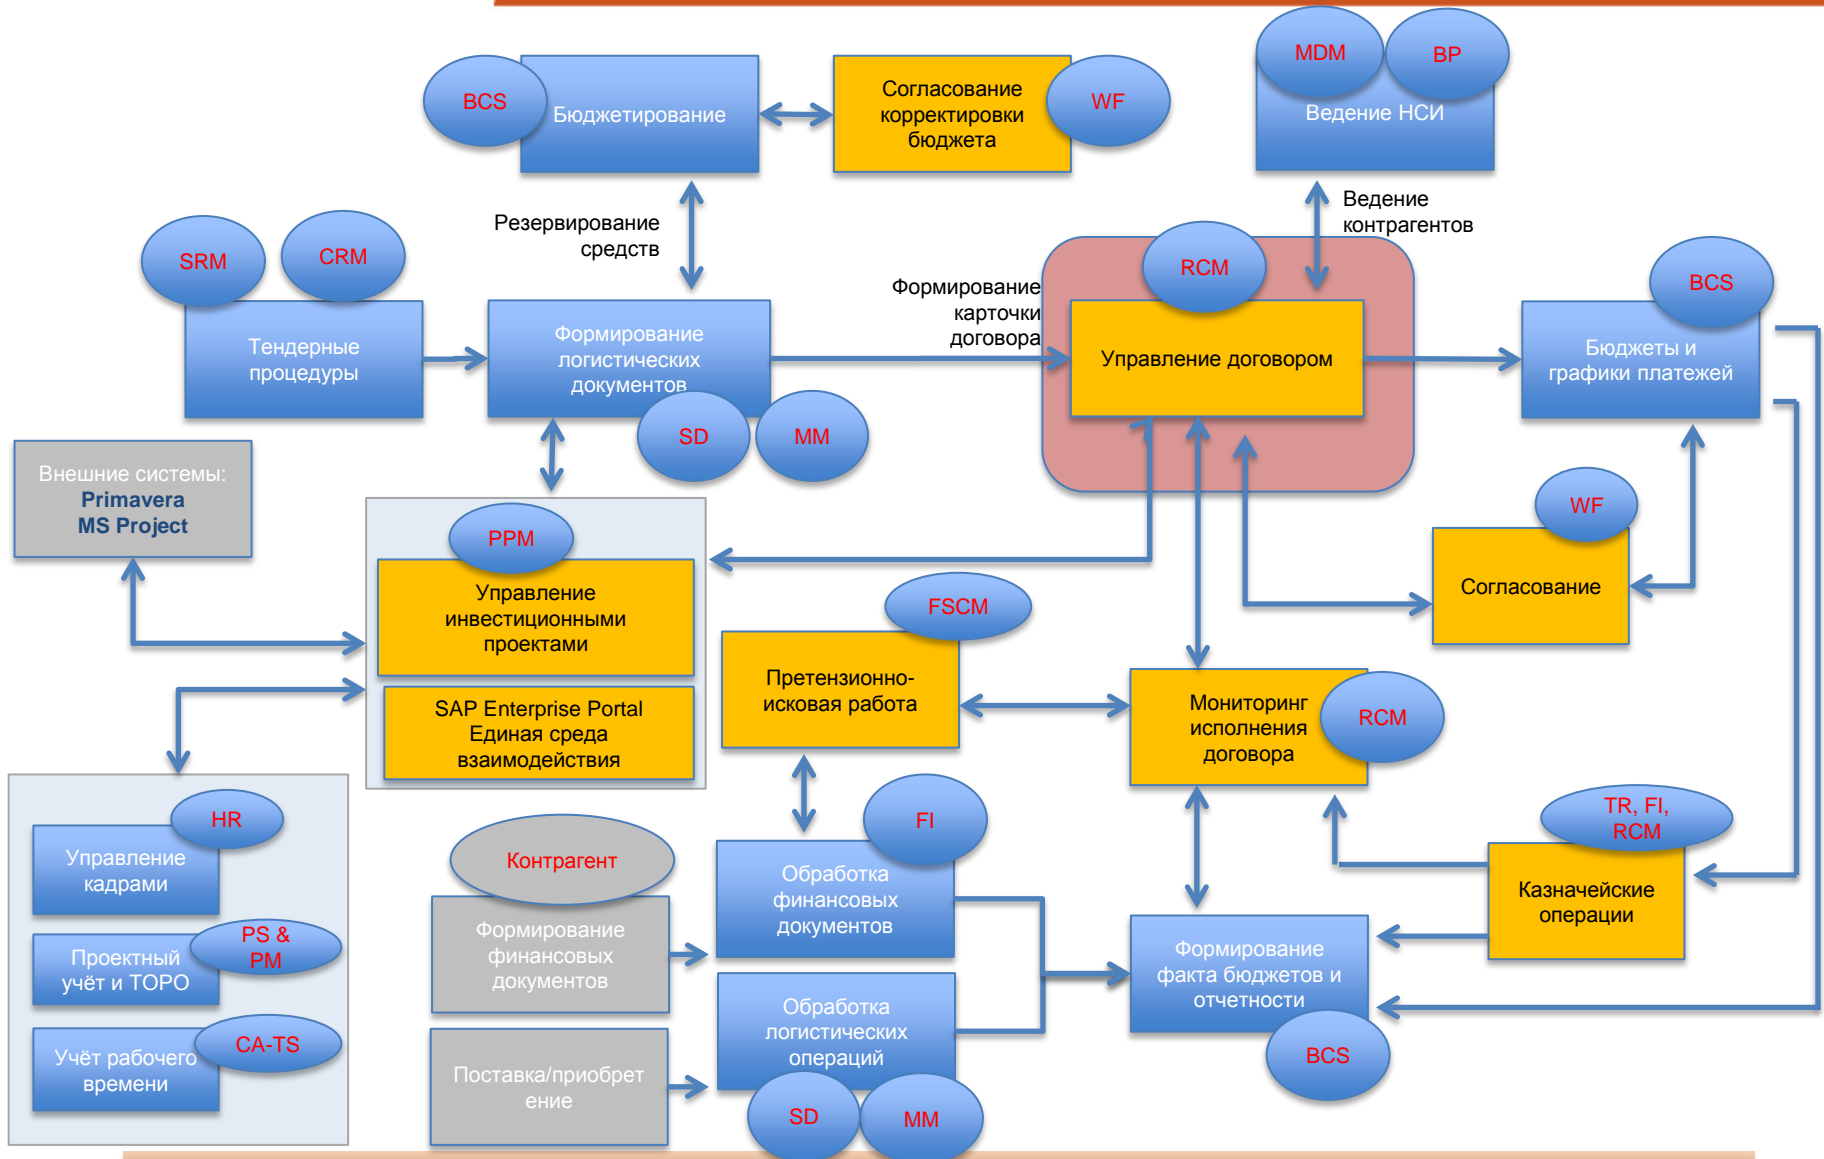 MDM
BP
BCS
Бюджетирование
Согласование
корректировки
бюджета
WF
Ведение НСИ
Резервирование
средств
Ведение
контрагентов
SRM
CRM
RCM
BCS
Формирование
карточки
договора
Тендерные
процедуры
Формирование
логистических
документов
Управление договором
Бюджеты и
графики платежей
SD
MM
Внешние системы:
Primavera
MS Project
WF
PPM
Управление
инвестиционными
проектами
FSCM
Согласование
Претензионно-
исковая работа
SAP Enterprise Portal
Единая среда
взаимодействия
Мониторинг
исполнения
договора
RCM
HR
Управление
кадрами
FI
TR, FI,
RCM
Контрагент
Обработка
финансовых
документов
Казначейские
операции
PS &
PM
Проектный
учёт и ТОРО
Формирование
финансовых
документов
Формирование
факта бюджетов и
отчетности
CA-TS
Учёт рабочего
времени
Обработка
логистических
операций
BCS
Поставка/приобрет
ение
SD
MM